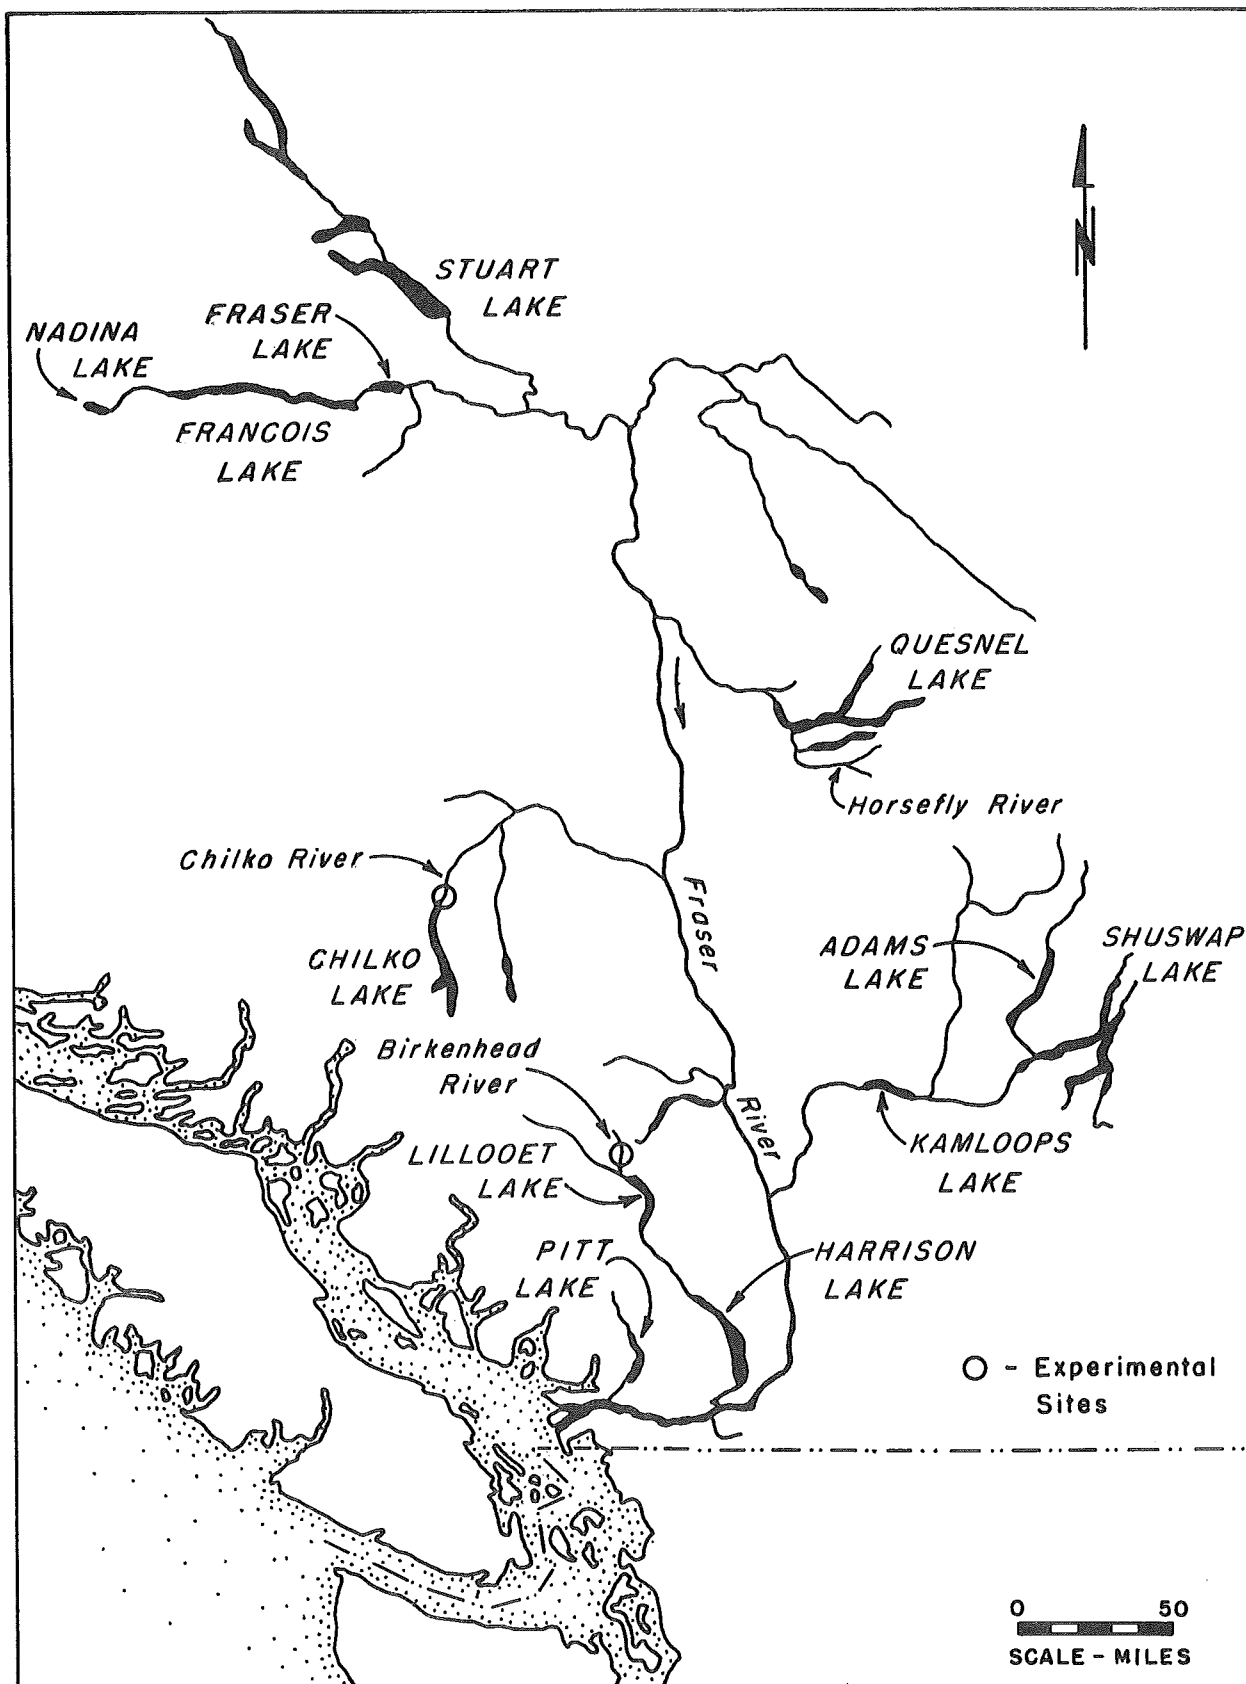 N
STUART
LAKE
FRASER
LAKE
NADINA
LAKE
FRANCOIS
LAKE
QUESNEL
LAKE
Horsefly River
Chilko River
Fraser
River
CHILKO
LAKE
ADAMS
LAKE
SHUSWAP
LAKE
Birkenhead
River
LILLOOET
LAKE
KAMLOOPS
LAKE
PITT
LAKE
HARRISON
LAKE
O - Experimental
Sites
0 50
SCALE - MILES